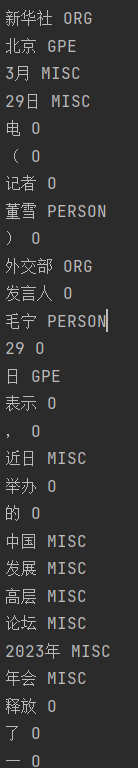 新华社 ORG
北京 GPE
3月 MISC
29日 MISC
电 O
（ O
记者 O
董雪 PERSON
） O
外交部 ORG
发言人 O
毛宁 PERSON
29 O
日 GPE
表示 O
， O
近日 MISC
举办 O
的 O
中国 MISC
发展 MISC
高层 MISC
论坛 MISC
2023年 MISC
年会 MISC
释放 O
了 O
一 O